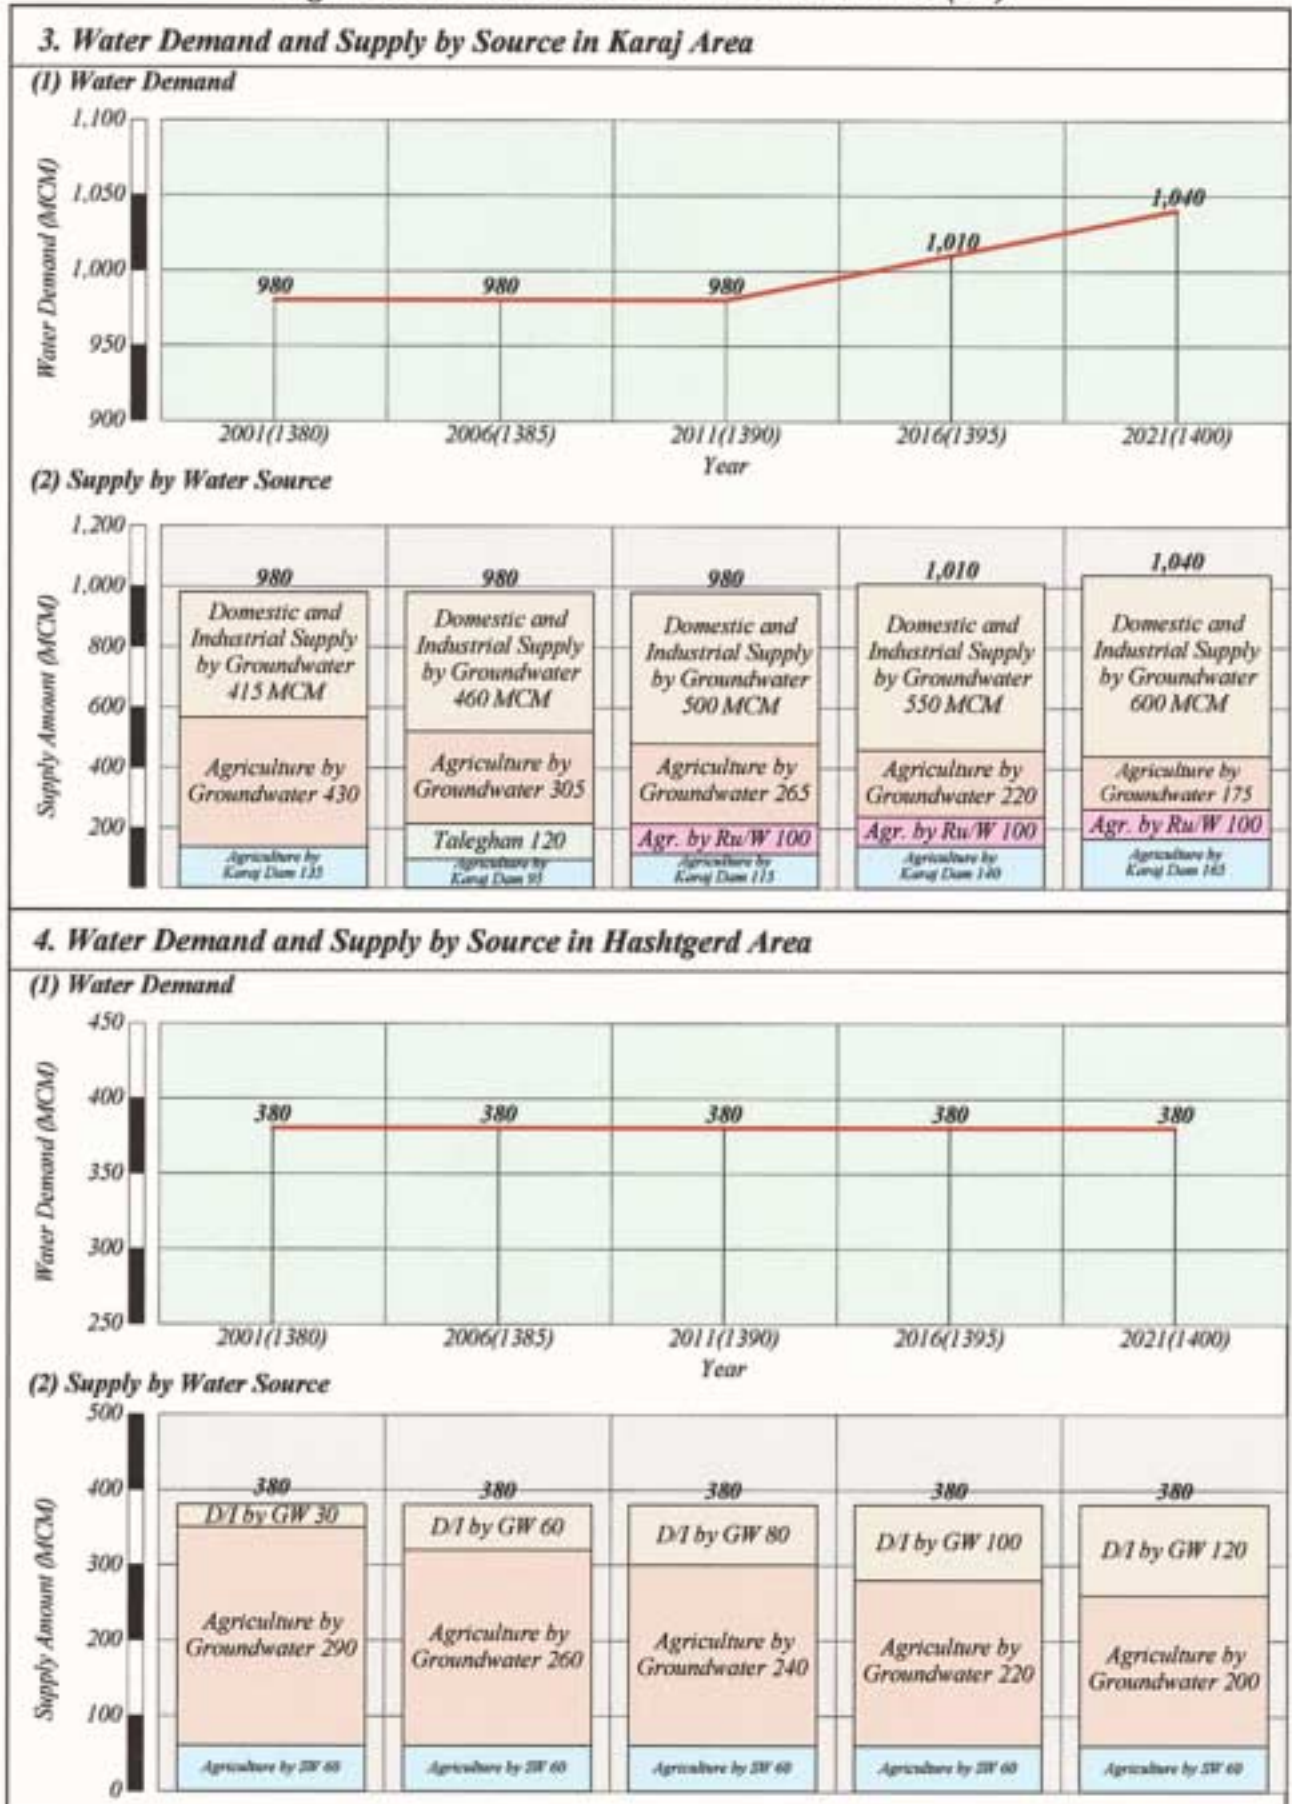 3. Water Demand and Supply by Source in Karaj Area
(1) Water Demand
Water Demand (MCM)
1,100
1,050
1,000
950
900
980
980
980
1,010
1,040
2001(1380)
2006(1385)
2011(1390)
2016(1395)
2021(1400)
Year
(2) Supply by Water Source
Supply Amount (MCM)
1,200
1,000
800
600
400
200
980
Domestic and
Industrial Supply
by Groundwater
415 MCM
Agriculture by
Groundwater 430
Agriculture by
Karaj Dam 135
980
Domestic and
Industrial Supply
by Groundwater
460 MCM
Agriculture by
Groundwater 305
Taleghan 120
Agriculture by
Karaj Dam 95
980
Domestic and
Industrial Supply
by Groundwater
500 MCM
Agriculture by
Groundwater 265
Agr. by Ru/W 100
Agriculture by
Karaj Dam 115
1,010
Domestic and
Industrial Supply
by Groundwater
550 MCM
Agriculture by
Groundwater 220
Agr. by Ru/W 100
Agriculture by
Karaj Dam 140
1,040
Domestic and
Industrial Supply
by Groundwater
600 MCM
Agriculture by
Groundwater 175
Agr. by Ru/W 100
Agriculture by
Karaj Dam 165
4. Water Demand and Supply by Source in Hashtgerd Area
(1) Water Demand
Water Demand (MCM)
450
400
350
300
250
380
380
380
380
380
2001(1380)
2006(1385)
2011(1390)
2016(1395)
2021(1400)
Year
(2) Supply by Water Source
Supply Amount (MCM)
500
400
300
200
100
0
380
D/I by GW 30
Agriculture by
Groundwater 290
Agriculture by SW 60
380
D/I by GW 60
Agriculture by
Groundwater 260
Agriculture by SW 60
380
D/I by GW 80
Agriculture by
Groundwater 240
Agriculture by SW 60
380
D/I by GW 100
Agriculture by
Groundwater 220
Agriculture by SW 60
380
D/I by GW 120
Agriculture by
Groundwater 200
Agriculture by SW 60